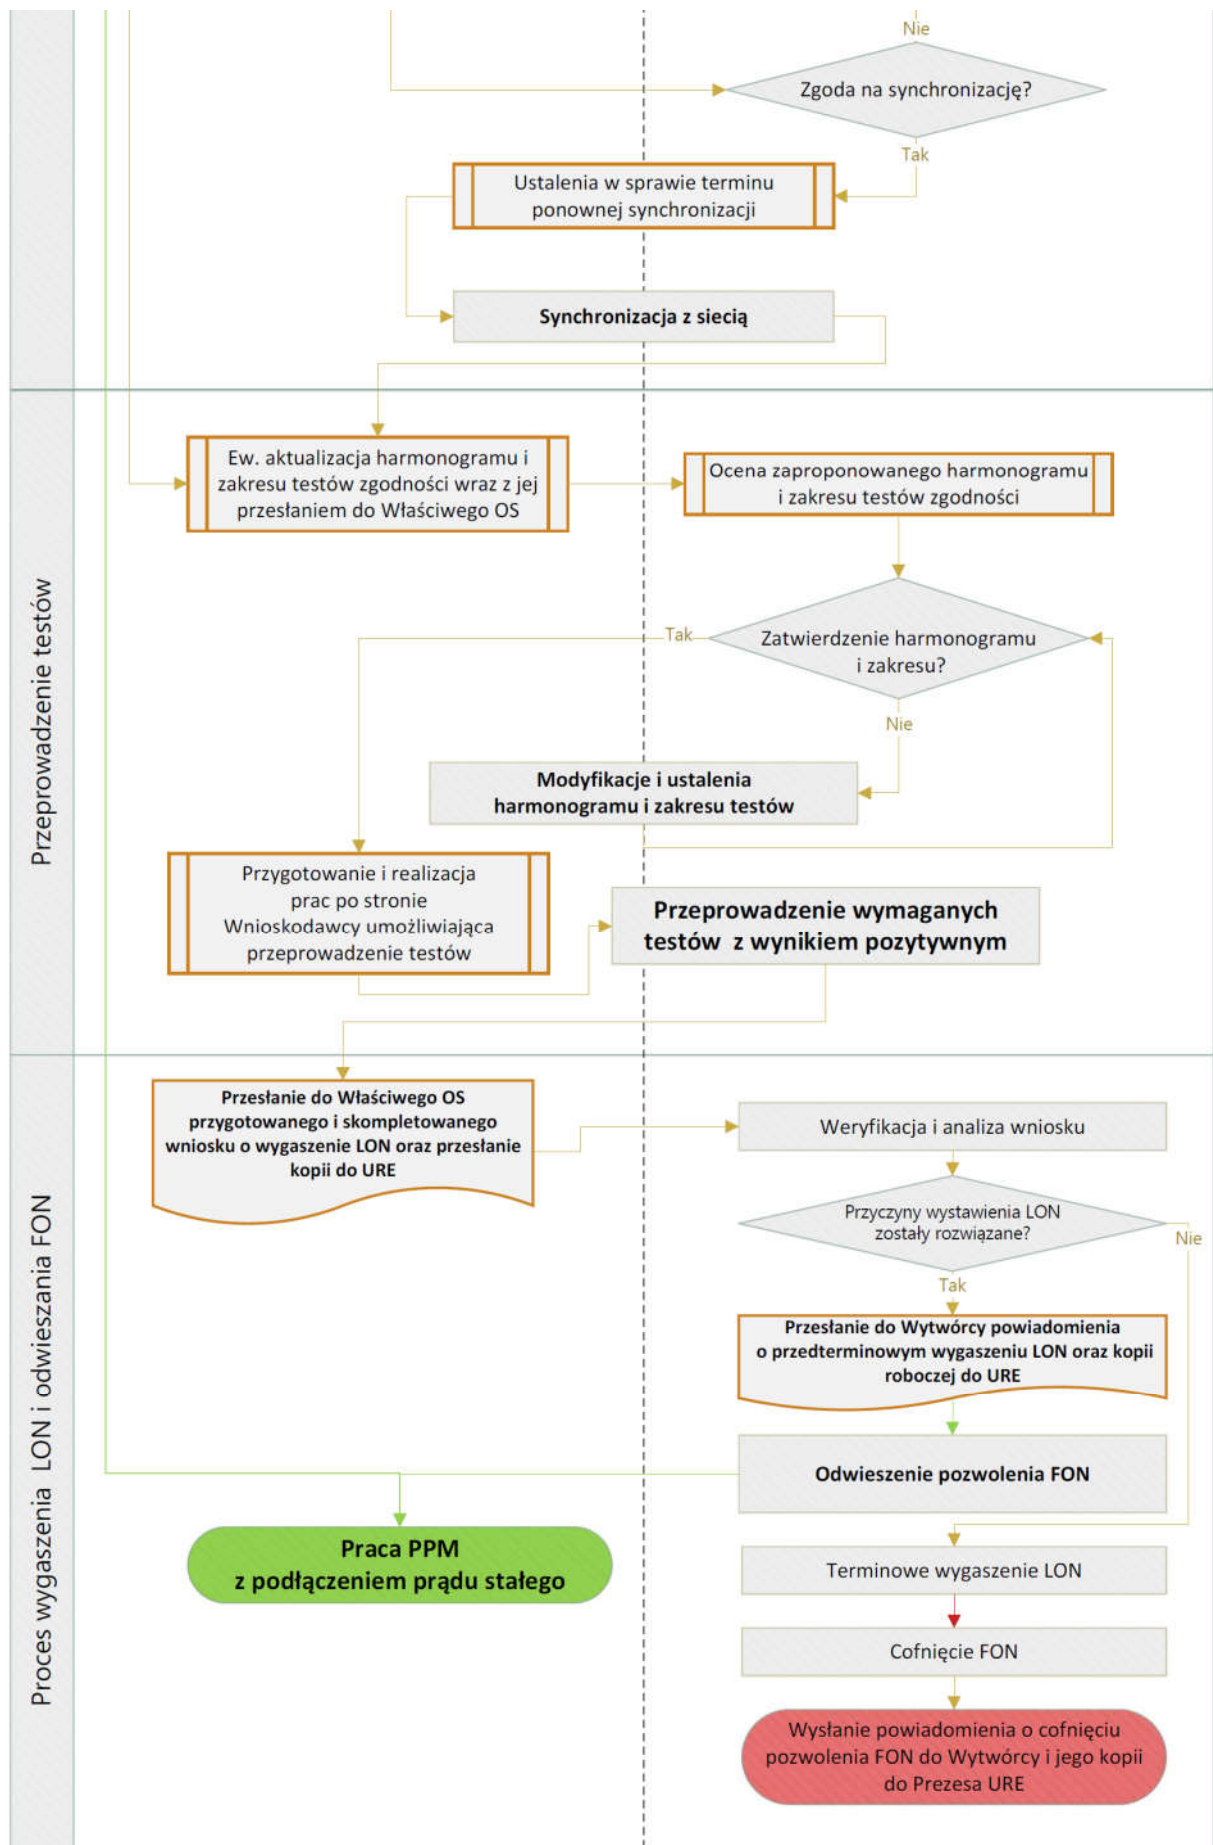 Nie
Zgoda na synchronizację?
Tak
Ustalenia w sprawie terminu
ponownej synchronizacji
Synchronizacja z siecią
Przeprowadzenie testów
Ew. aktualizacja harmonogramu i
zakresu testów zgodności wraz z jej
przesłaniem do Właściwego OS
Ocena zaproponowanego harmonogramu
i zakresu testów zgodności
Zatwierdzenie harmonogramu
i zakresu?
Tak
Nie
Modyfikacje i ustalenia
harmonogramu i zakresu testów
Przygotowanie i realizacja
prac po stronie
Wnioskodawcy umożliwiająca
przeprowadzenie testów
Przeprowadzenie wymaganych
testów z wynikiem pozytywnym
Proces wygaszenia LON i odwieszania FON
Przesłanie do Właściwego OS
przygotowanego i skompletowanego
wniosku o wygaszenie LON oraz przesłanie
kopii do URE
Weryfikacja i analiza wniosku
Przyczyny wystawienia LON
zostały rozwiązane?
Nie
Tak
Przesłanie do Wytwórcy powiadomienia
o przedterminowym wygaszeniu LON oraz kopii
roboczej do URE
Odwieszenie pozwolenia FON
Praca PPM
z podłączeniem prądu stałego
Terminowe wygaszenie LON
Cofnięcie FON
Wysłanie powiadomienia o cofnięciu
pozwolenia FON do Wytwórcy i jego kopii
do Prezesa URE